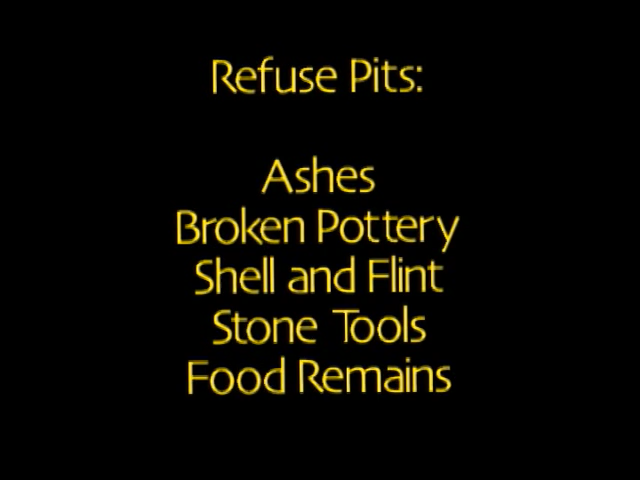 Refuse Pits:
Ashes
Broken Pottery
Shell and Flint
Stone Tools
Food Remains